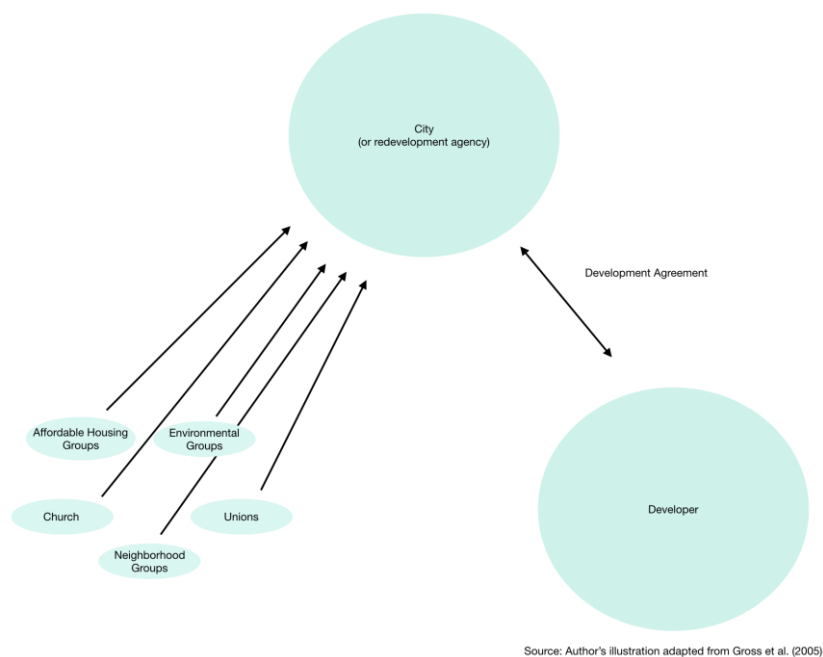 City
(or redevelopment agency)
Development Agreement
Affordable Housing
Groups
Environmental
Groups
Church
Unions
Developer
Neighborhood
Groups
Source: Author's illustration adapted from Gross et al. (2005)